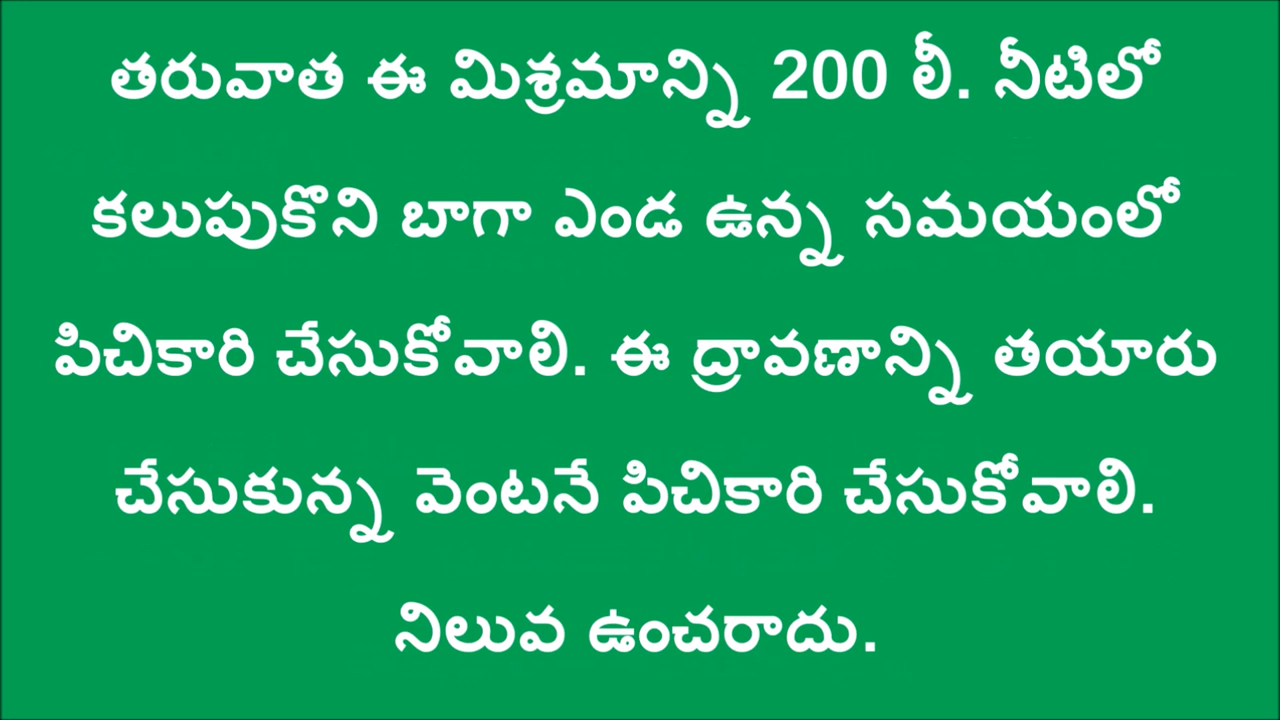 తరువాత ఈ మిశ్రమాన్ని 200 లీ. నీటిలో
కలుపుకొని బాగా ఎండ ఉన్న సమయంలో
పిచికారి చేసుకోవాలి. ఈ ద్రావణాన్ని తయారు
చేసుకున్న వెంటనే పిచికారి చేసుకోవాలి.
నిలువ ఉంచరాదు.